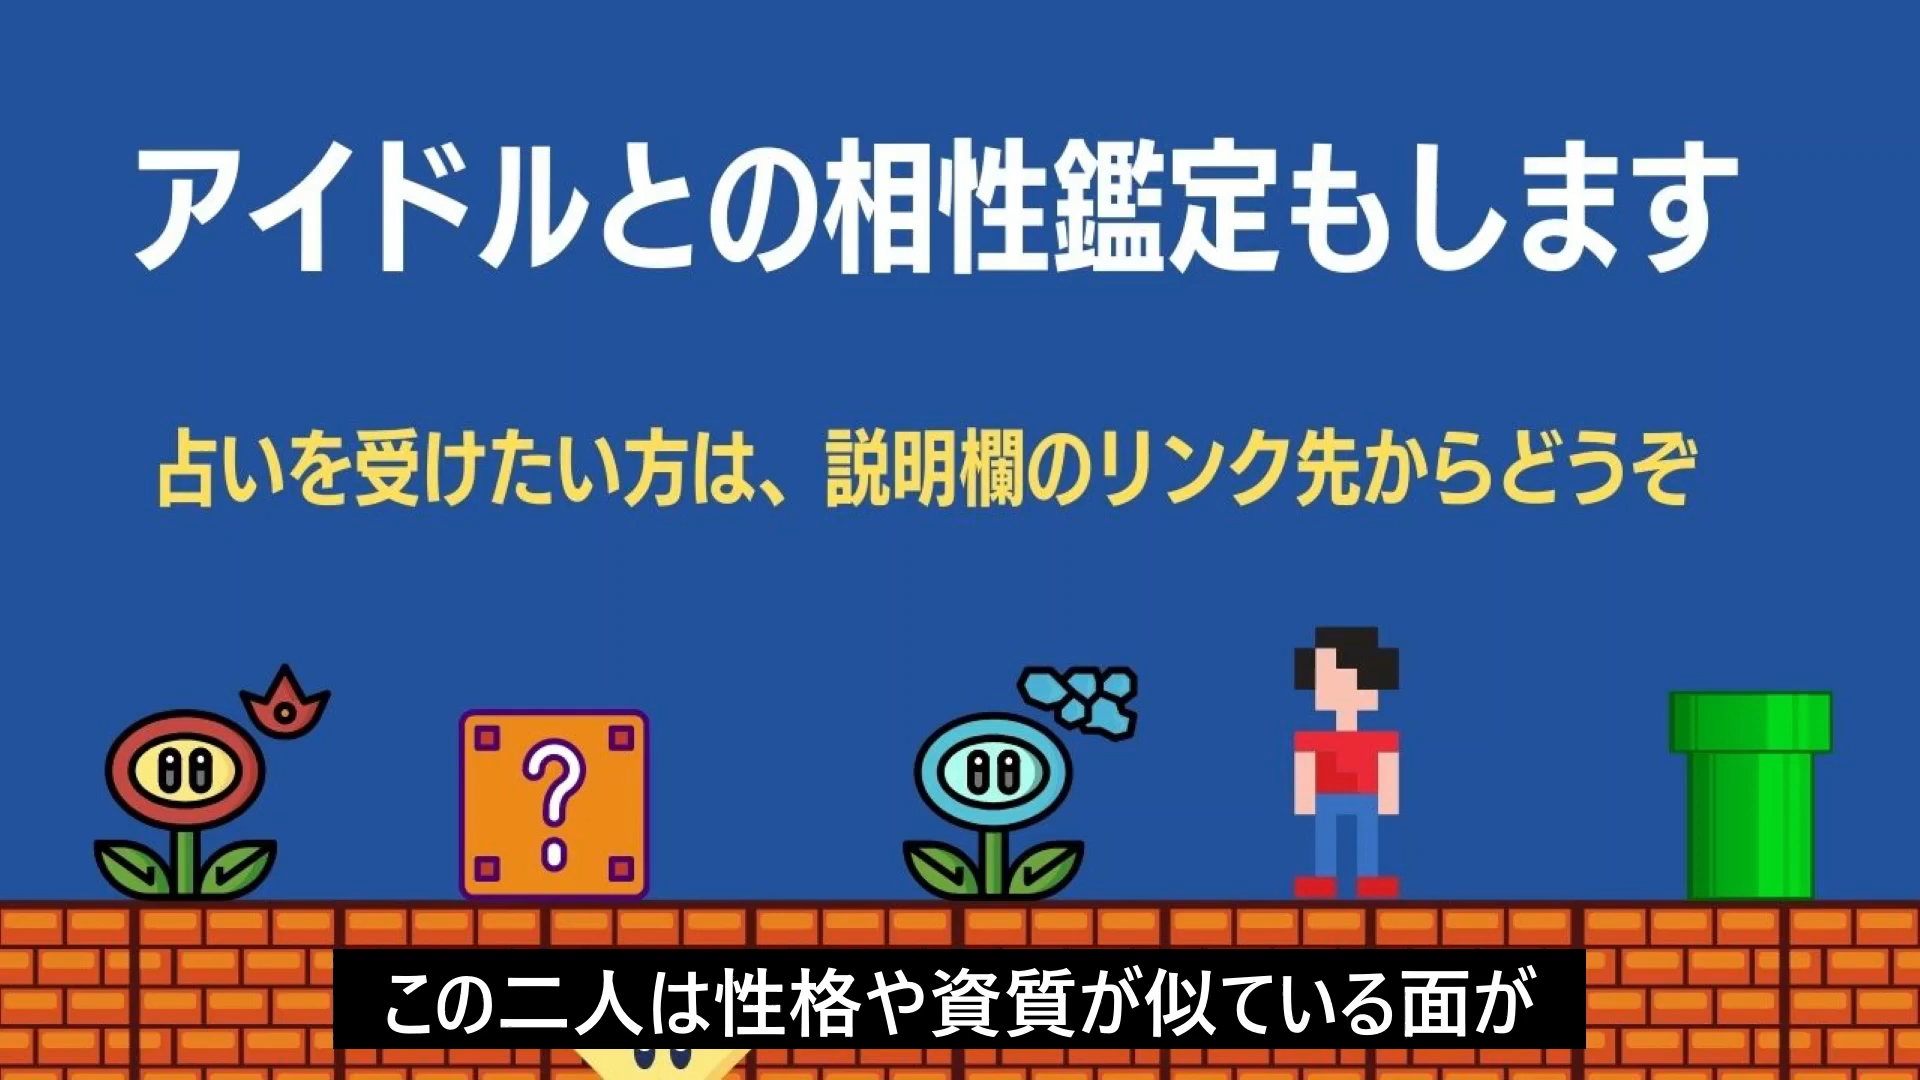 アイドルとの相性鑑定もします
占いを受けたい方は、説明欄のリンク先からどうぞ
?
この二人は性格や資質が似ている面が